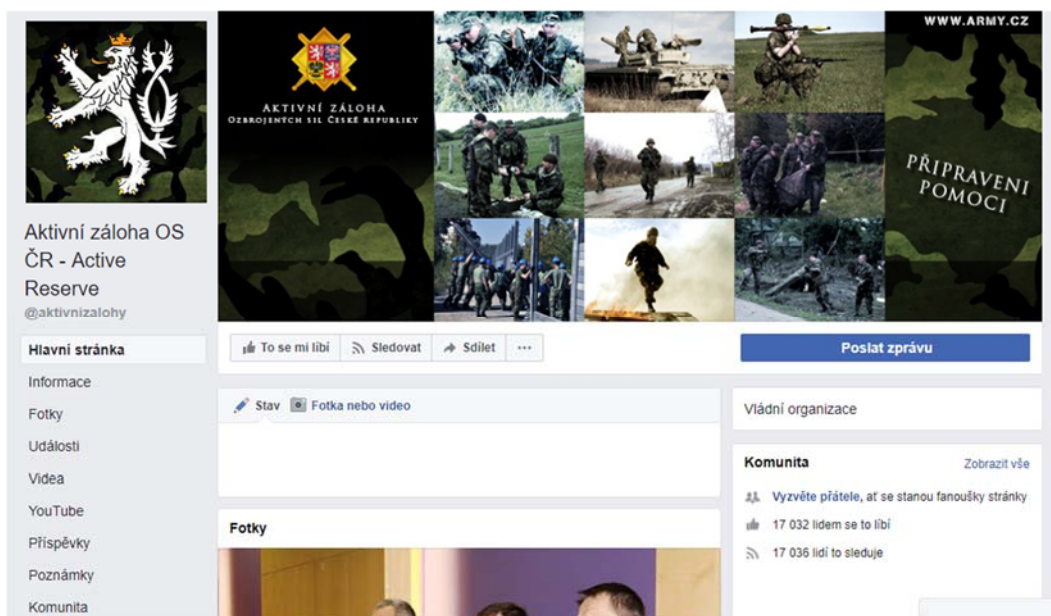 WWW.ARMY.CZ
AKTIVNÍ ZÁLOHA
OZBROJENÝCH SIL ČESKÉ REPUBLIKY
PŘIPRAVENI
POMOCI
Aktivní záloha OS
ČR - Active
Reserve
@aktivnizalohy
Hlavní stránka
Informace
Fotky
Události
Videa
YouTube
Příspěvky
Poznámky
Komunita
To se mi líbí
Sledovat
Sdílet
Poslat zprávu
Stav
Fotka nebo video
Fotky
Vládní organizace
Komunita
Zobrazit vše
Vyzvěte přátele, ať se stanou fanoušky stránky
17 032 lidem se to líbí
17 036 lidí to sleduje